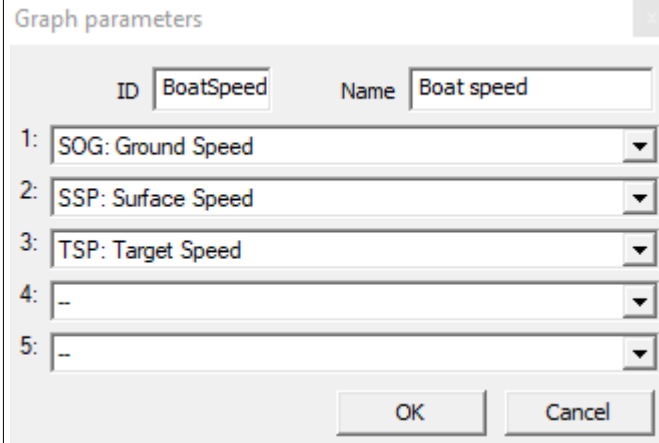 Graph parameters
ID BoatSpeed Name Boat speed
1: SOG: Ground Speed
2: SSP: Surface Speed
3: TSP: Target Speed
4: --
5: --
OK Cancel